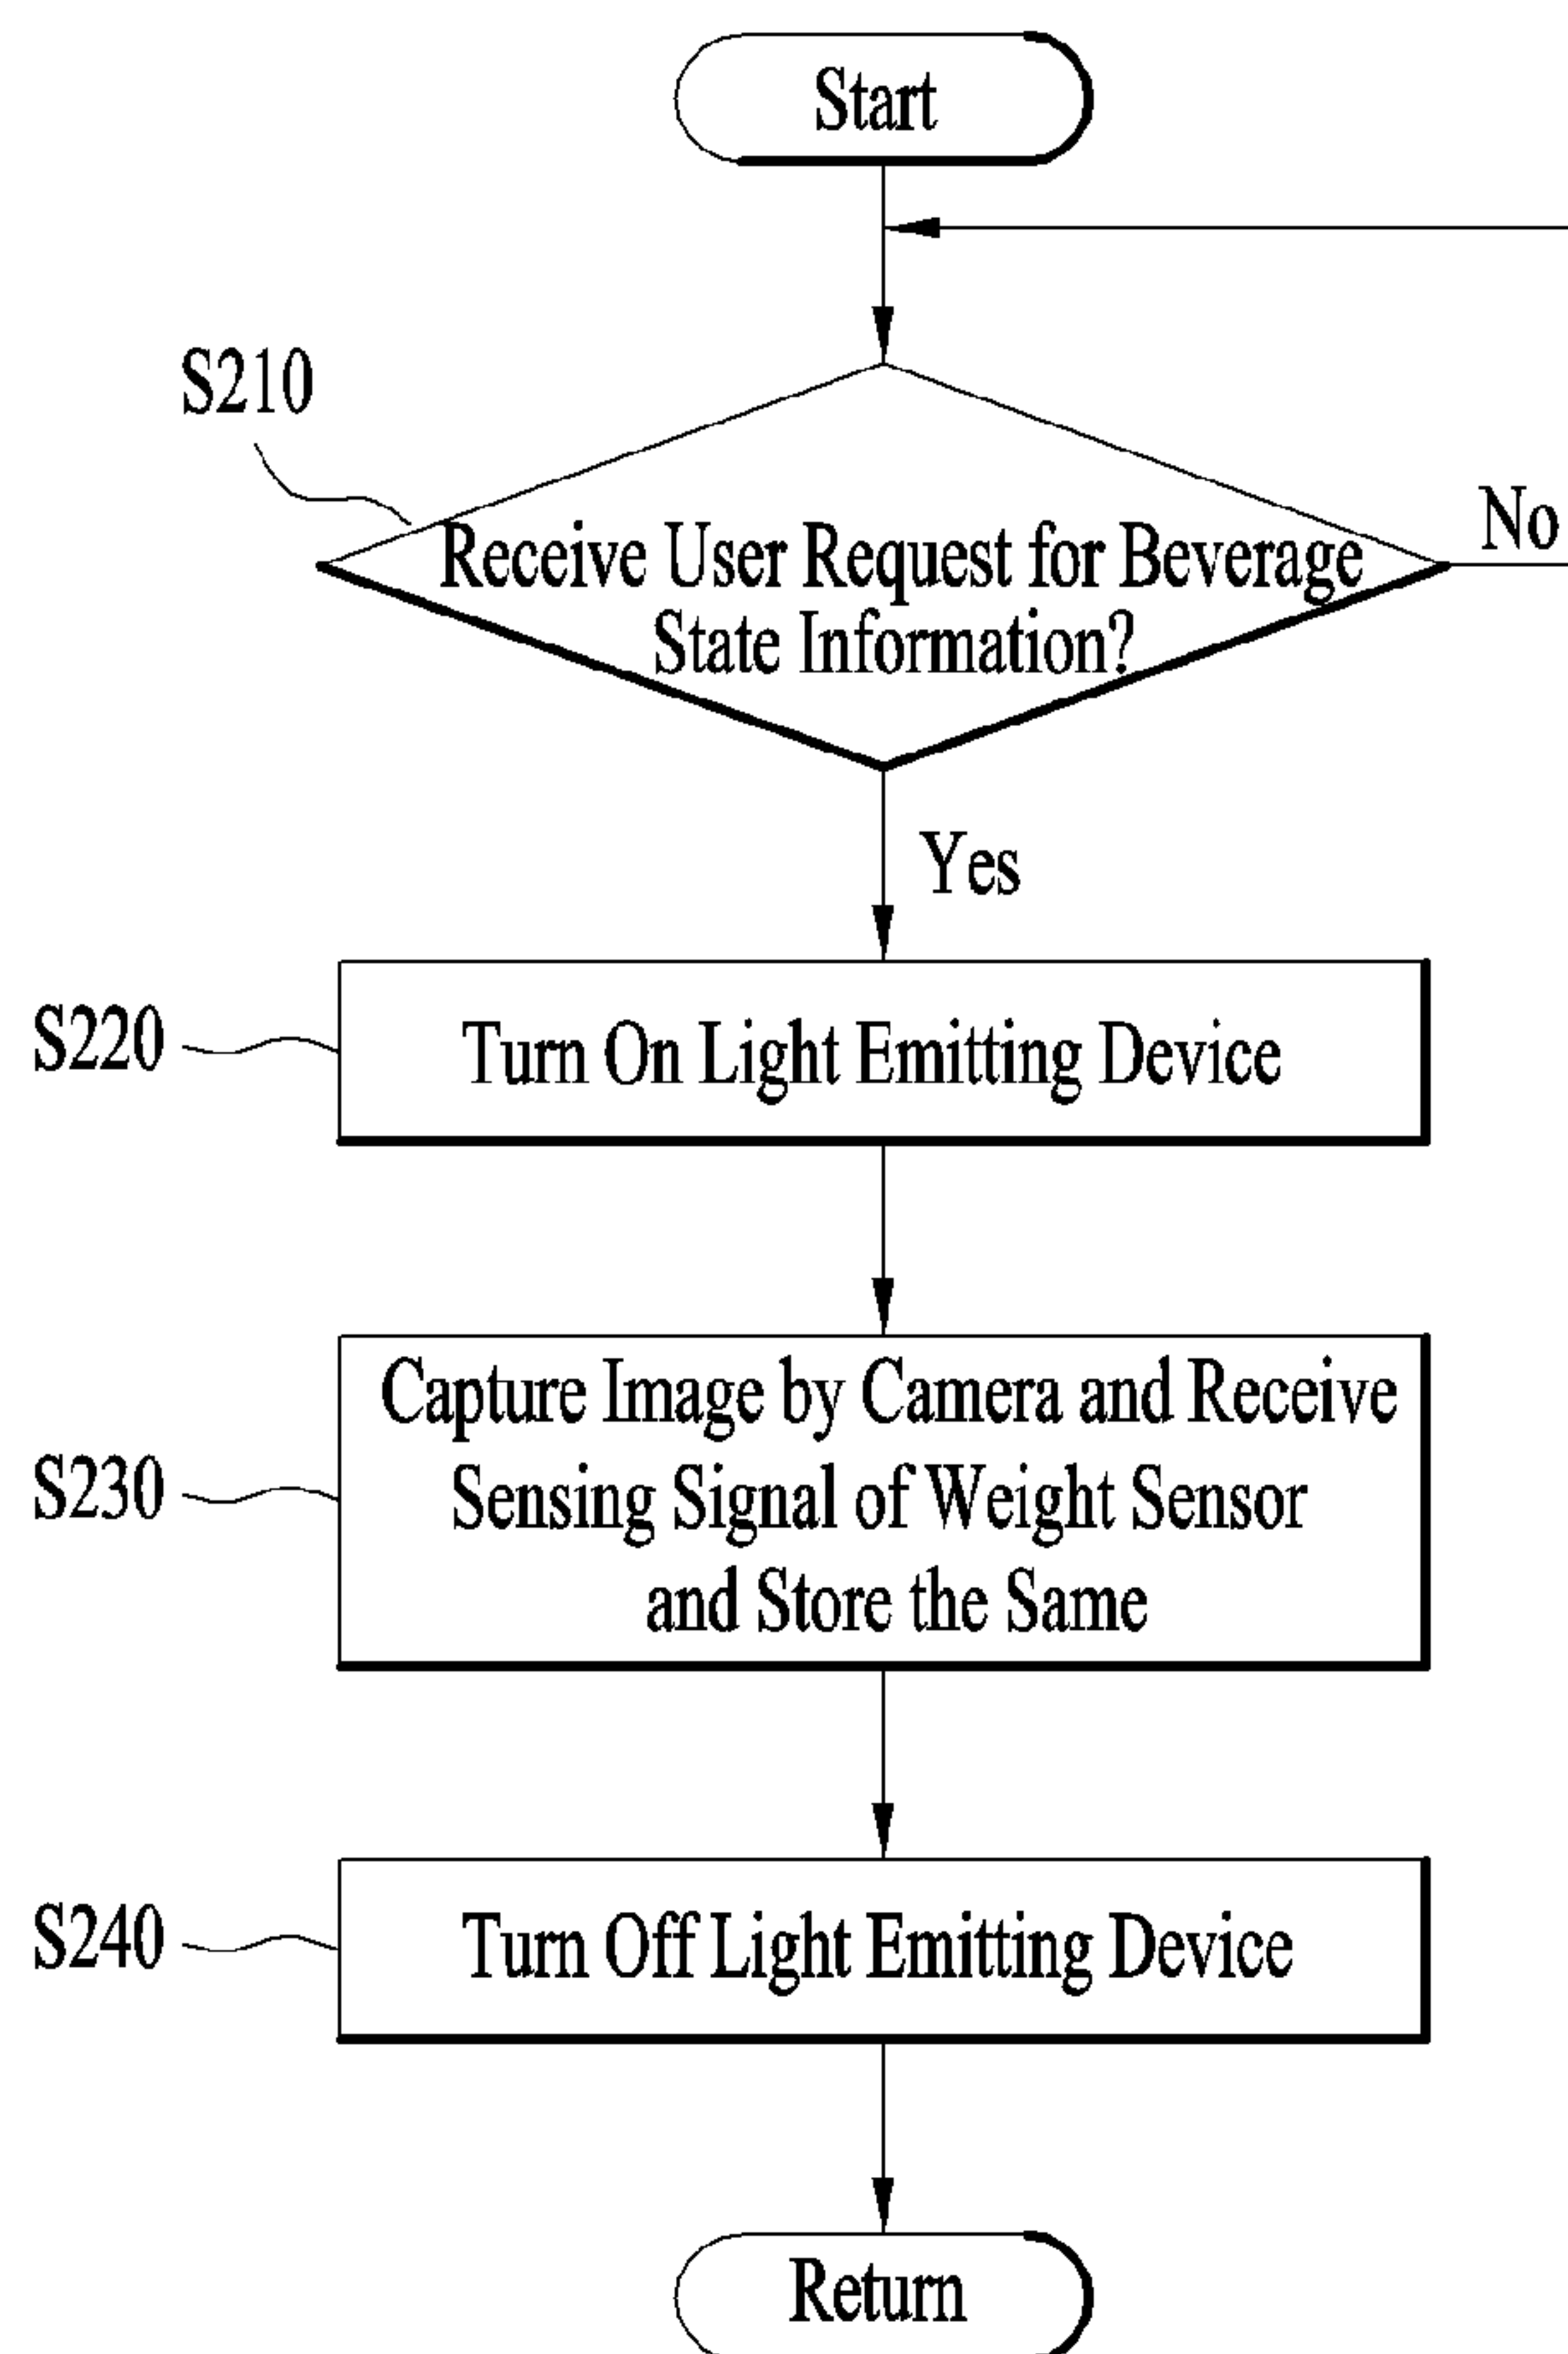 Start
S210
Receive User Request for Beverage
State Information?
No
Yes
S220
Turn On Light Emitting Device
Capture Image by Camera and Receive
S230
Sensing Signal of Weight Sensor
and Store the Same
S240
Turn Off Light Emitting Device
Return